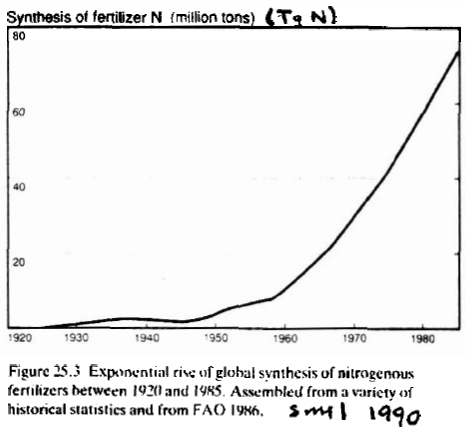 Synthesis of fertilizer N (million tons) (Tg N)
80
60
40
20
1920 1930 1940 1950 1960 1970 1980
Figure 25.3 Exponential rise of global synthesis of nitrogenous
fertilizers between 1920 and 1985. Assembled from a variety of
historical statistics and from FAO 1986. Smil 1990